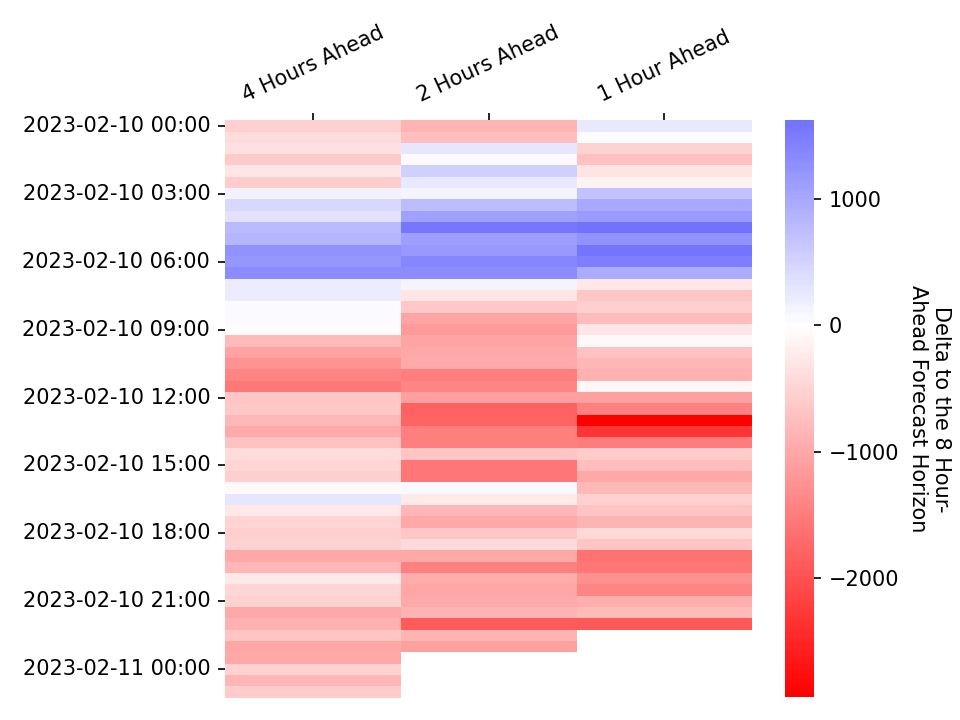 4 Hours Ahead
2 Hours Ahead
1 Hour Ahead
2023-02-10 00:00
2023-02-10 03:00
2023-02-10 06:00
2023-02-10 09:00
2023-02-10 12:00
2023-02-10 15:00
2023-02-10 18:00
2023-02-10 21:00
2023-02-11 00:00
1000
0
−1000
−2000
Delta to the 8 Hour-
Ahead Forecast Horizon